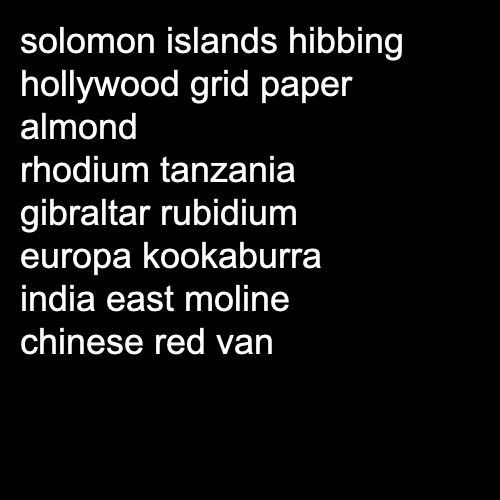 solomon islands hibbing
hollywood grid paper
almond
rhodium tanzania
gibraltar rubidium
europa kookaburra
india east moline
chinese red van